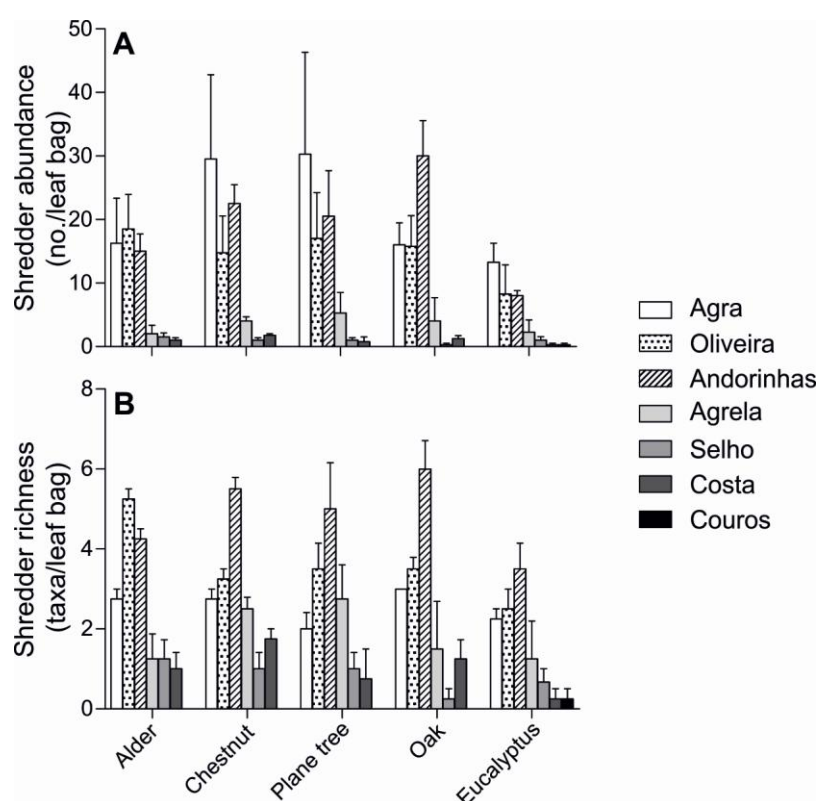 A
Shredder abundance
(no./leaf bag)
50
40
30
20
10
0
B
Shredder richness
(taxa/leaf bag)
8
6
4
2
0
Alder
Chestnut
Plane tree
Oak
Eucalyptus
Agra
Oliveira
Andorinhas
Agrela
Selho
Costa
Couros